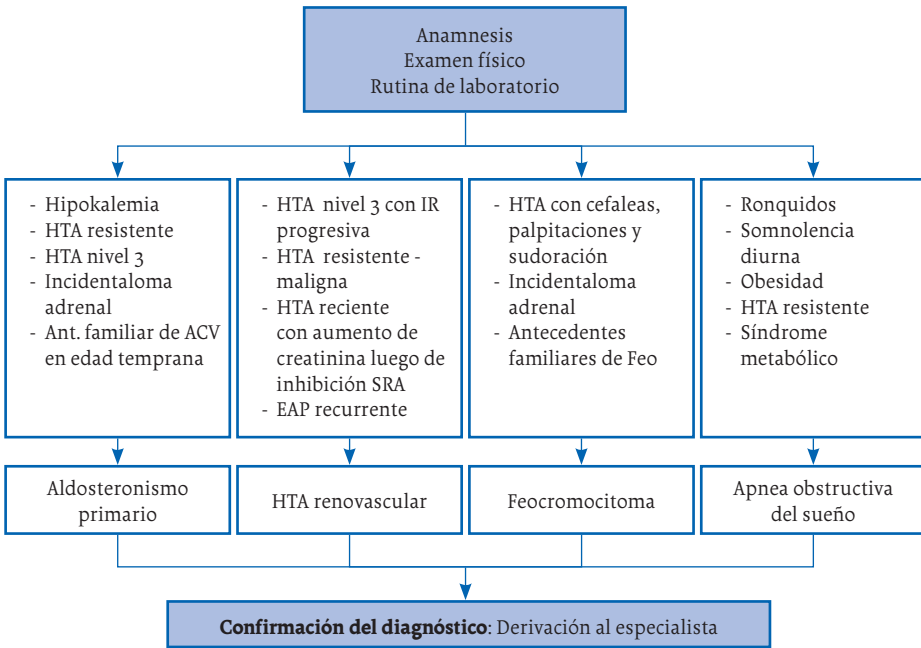 Anamnesis
Examen físico
Rutina de laboratorio
- Hipokalemia
- HTA resistente
- HTA nivel 3
- Incidentaloma
adrenal
- Ant. familiar de ACV
en edad temprana
- HTA nivel 3 con IR
progresiva
- HTA resistente -
maligna
- HTA reciente
con aumento de
creatinina luego de
inhibición SRA
- EAP recurrente
- HTA con cefaleas,
palpitaciones y
sudoración
- Incidentaloma
adrenal
- Antecedentes
familiares de Feo
- Ronquidos
- Somnolencia
diurna
- Obesidad
- HTA resistente
- Síndrome
metabólico
Aldosteronismo
primario
HTA renovascular
Feocromocitoma
Apnea obstructiva
del sueño
Confirmación del diagnóstico: Derivación al especialista